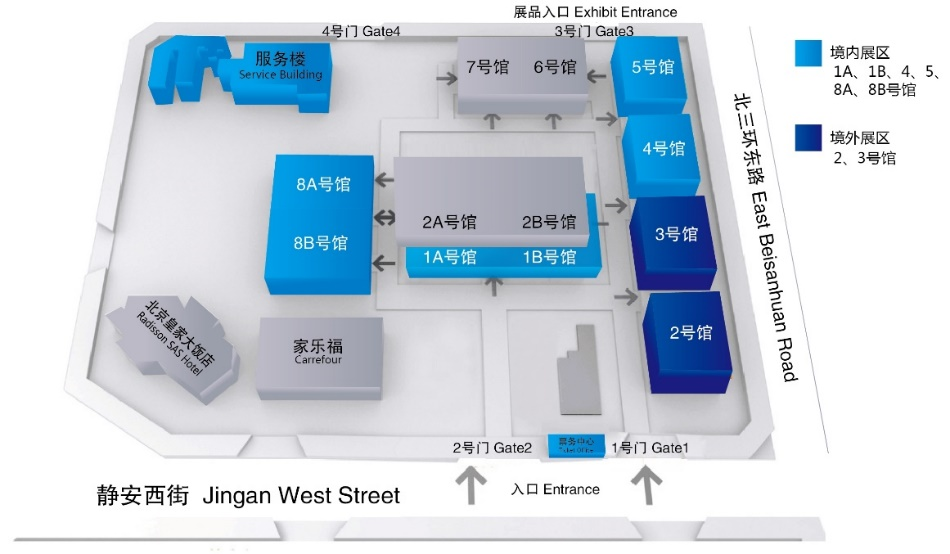 展品入口 Exhibit Entrance
4号门 Gate4
3号门 Gate3
服务楼
Service Building
7号馆
6号馆
5号馆
境内展区
1A、1B、4、5、
8A、8B号馆
境外展区
2、3号馆
北三环东路 East Beisanhuan Road
4号馆
8A号馆
2A号馆
2B号馆
3号馆
8B号馆
1A号馆
1B号馆
2号馆
北京皇家大饭店
Radisson SAS Hotel
家乐福
Carrefour
2号门 Gate2
票务中心
Ticket Office
1号门 Gate1
静安西街 Jingan West Street
入口 Entrance